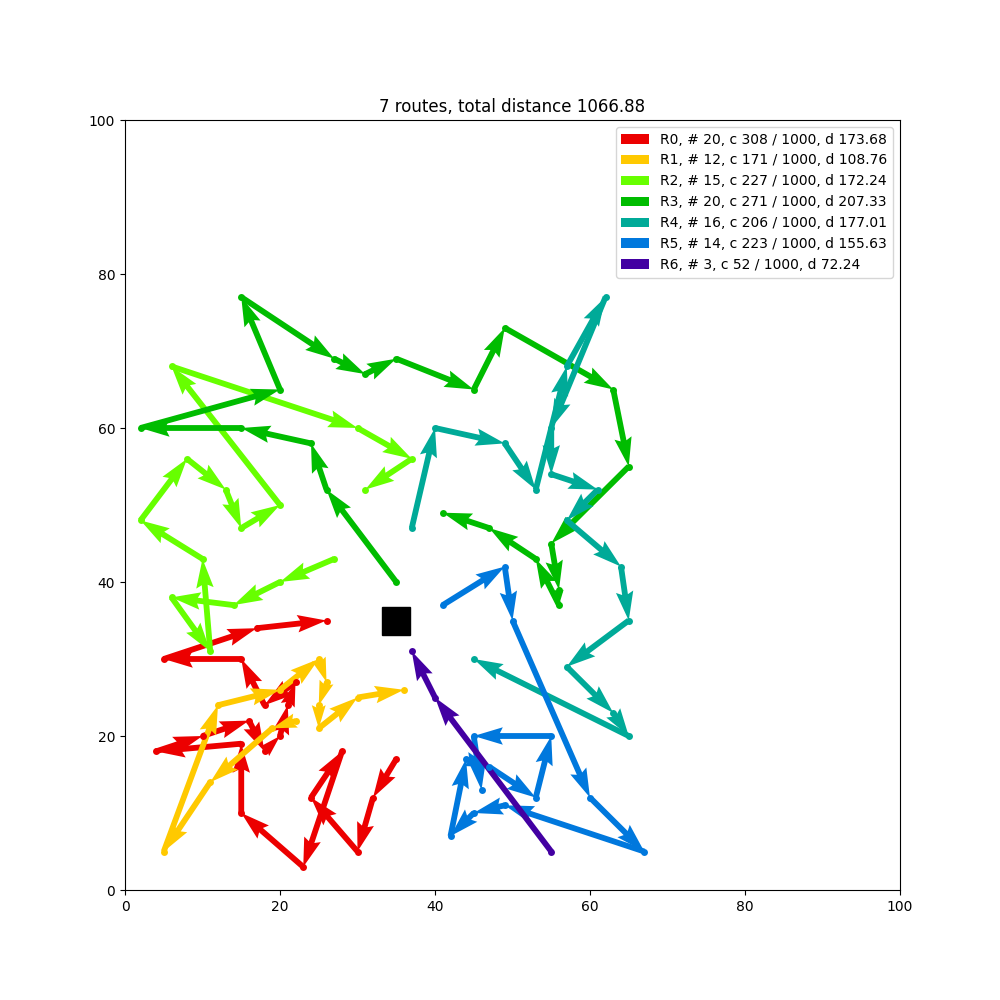 7 routes, total distance 1066.88
R0, # 20, c 308 / 1000, d 173.68
R1, # 12, c 171 / 1000, d 108.76
R2, # 15, c 227 / 1000, d 172.24
R3, # 20, c 271 / 1000, d 207.33
R4, # 16, c 206 / 1000, d 177.01
R5, # 14, c 223 / 1000, d 155.63
R6, # 3, c 52 / 1000, d 72.24
100
80
60
40
20
0
0 20 40 60 80 100